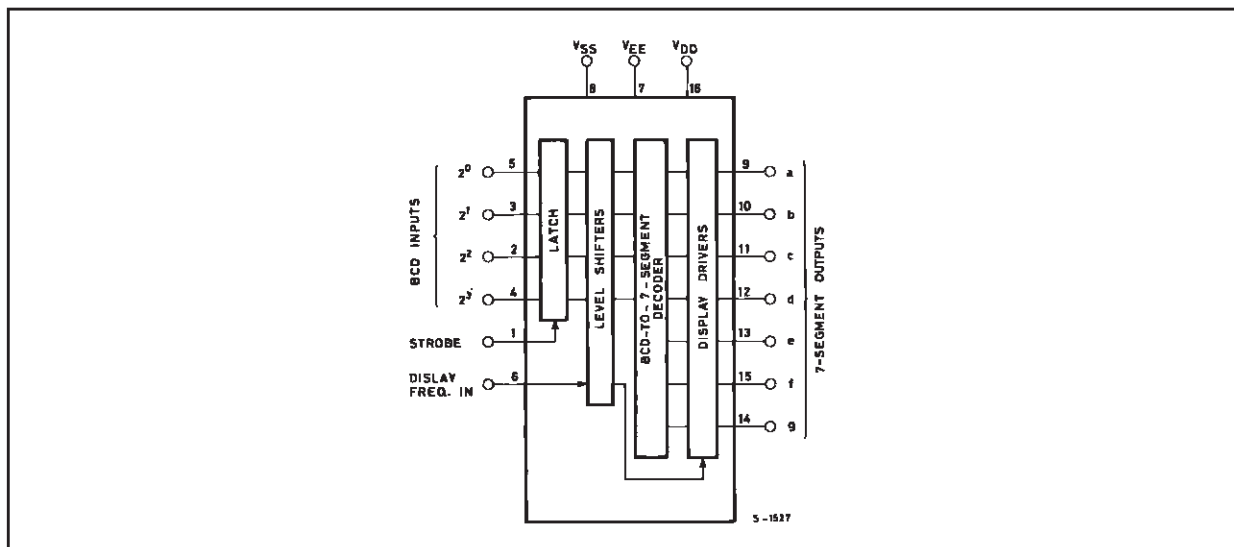 VSS VEE VDD
8 7 16
BCD INPUTS
2⁰ 5
2¹ 3
2² 2
2³ 4
STROBE 1
DISLAY
FREQ. IN 6
LATCH
LEVEL SHIFTERS
BCD-TO-7-SEGMENT
DECODER
DISPLAY DRIVERS
9 a
10 b
11 c
12 d
13 e
15 f
14 g
7-SEGMENT OUTPUTS
S-1527